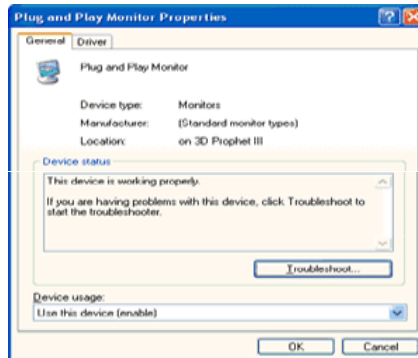 Plug and Play Monitor Properties
General Driver
Plug and Play Monitor
Device type: Monitors
Manufacturer: (Standard monitor types)
Location: on 3D Prophet III
Device status
This device is working properly.
If you are having problems with this device, click Troubleshoot to
start the troubleshooter.
Troubleshoot...
Device usage:
Use this device (enable)
OK Cancel